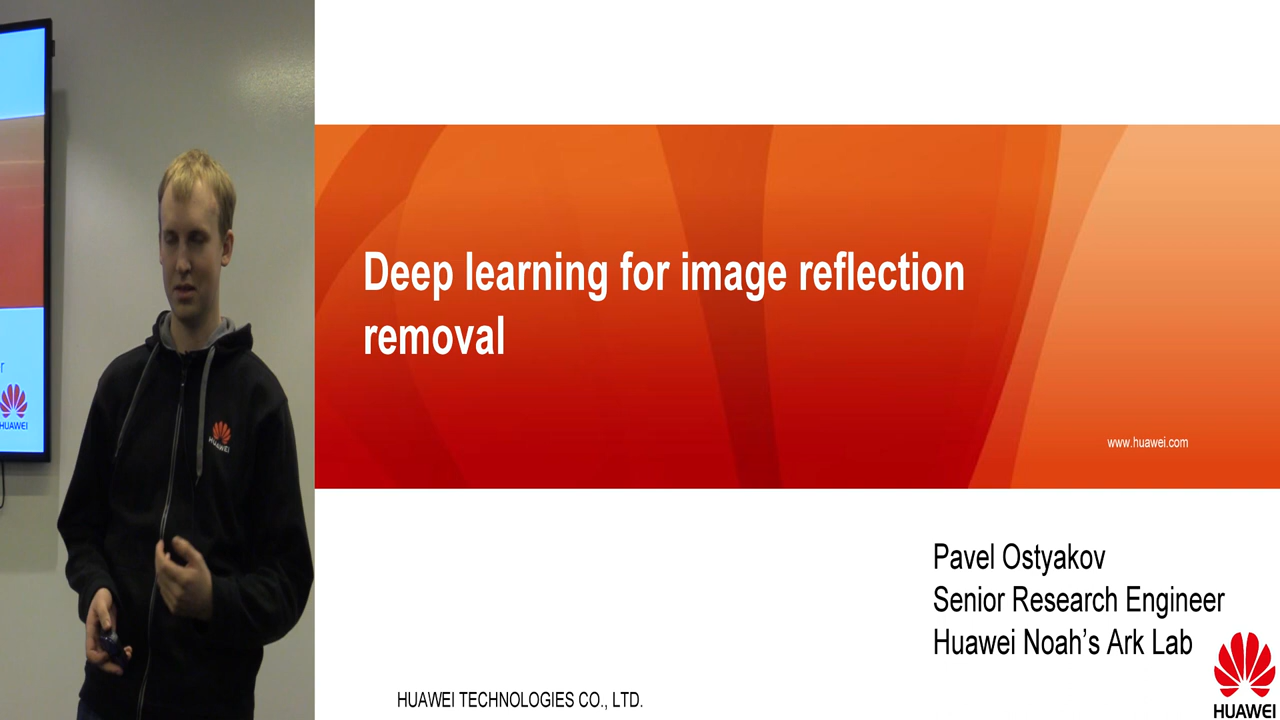 Deep learning for image reflection
removal
www.huawei.com
Pavel Ostyakov
Senior Research Engineer
Huawei Noah's Ark Lab
HUAWEI TECHNOLOGIES CO., LTD.
HUAWEI
HUAWEI
r
HUAWEI